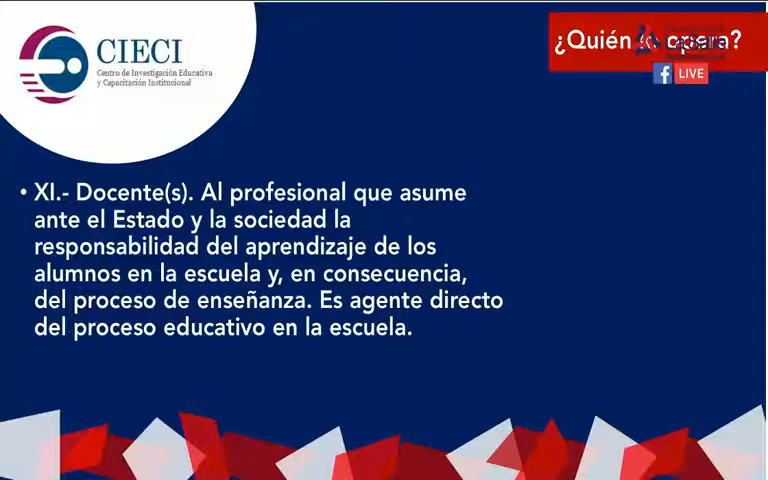 CIECI
Centro de Investigación Educativa
y Capacitación Institucional
¿Quién lo opera?
LIVE
• XI.- Docente(s). Al profesional que asume
ante el Estado y la sociedad la
responsabilidad del aprendizaje de los
alumnos en la escuela y, en consecuencia,
del proceso de enseñanza. Es agente directo
del proceso educativo en la escuela.